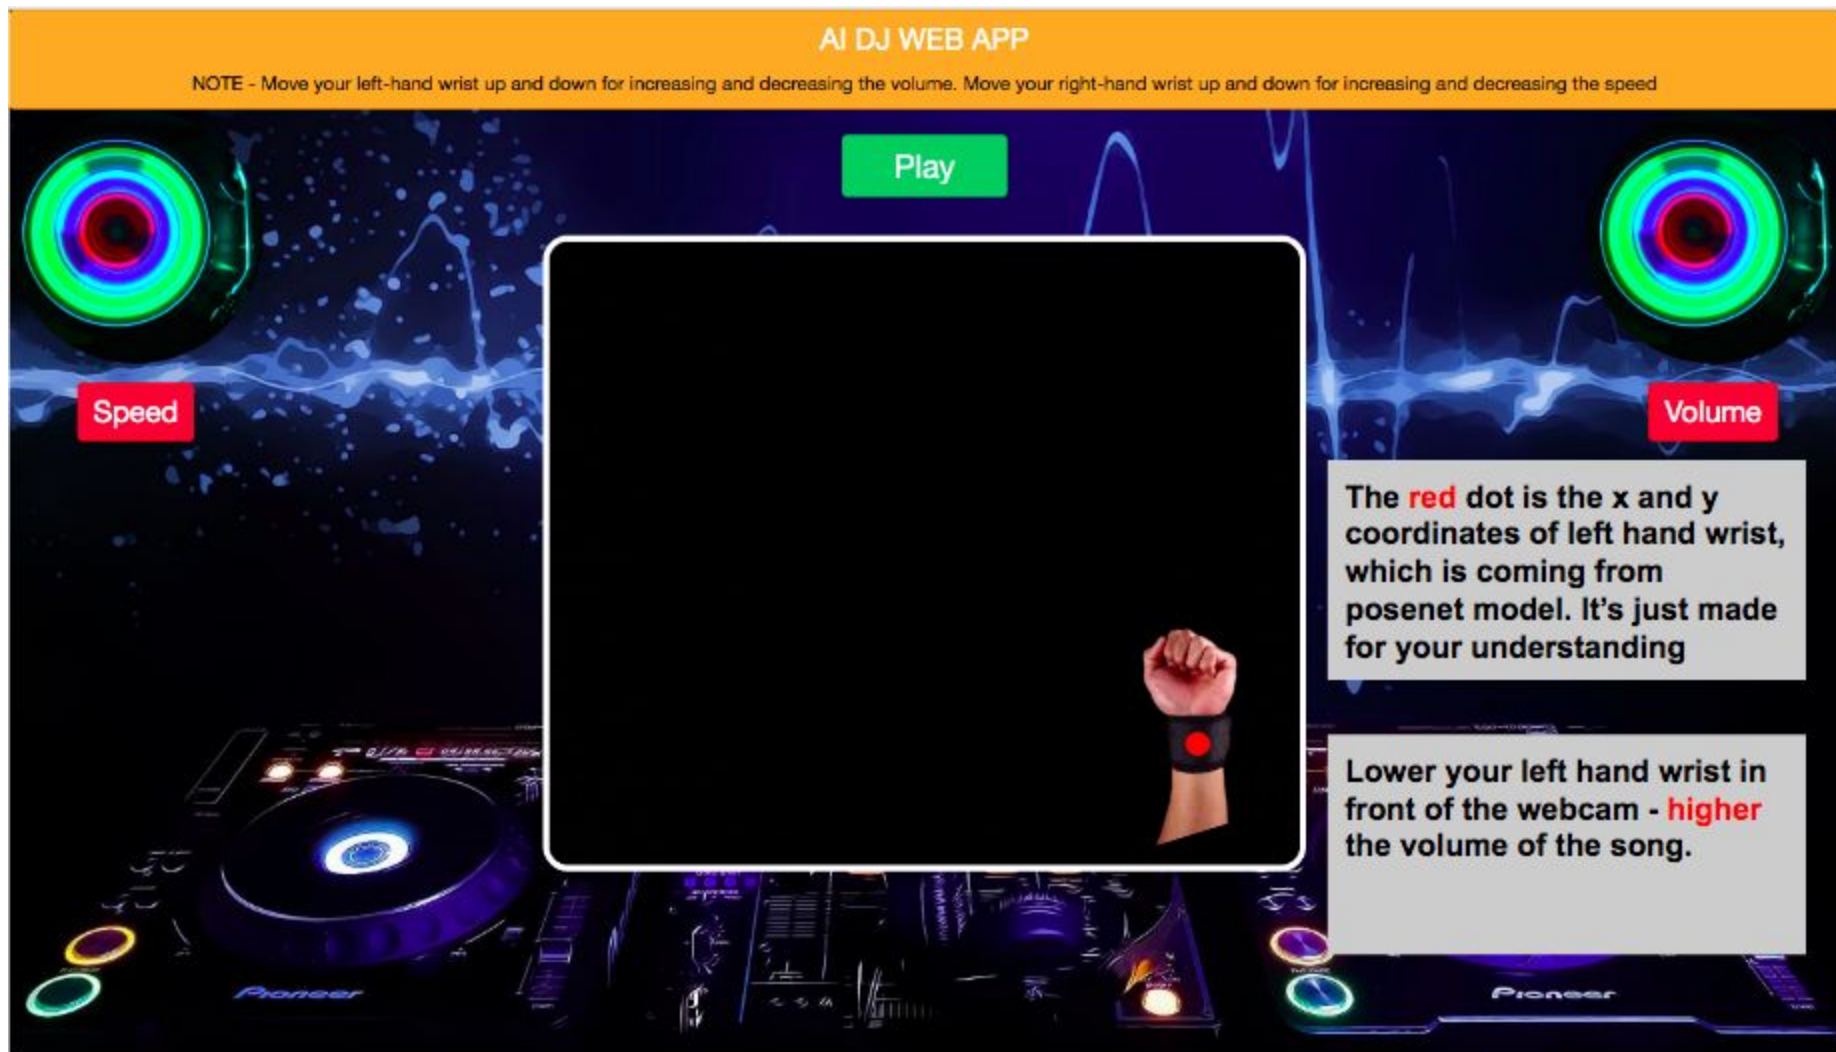 AI DJ WEB APP
NOTE - Move your left-hand wrist up and down for increasing and decreasing the volume. Move your right-hand wrist up and down for increasing and decreasing the speed
Play
Speed
Volume
The red dot is the x and y
coordinates of left hand wrist,
which is coming from
posenet model. It’s just made
for your understanding
Lower your left hand wrist in
front of the webcam - higher
the volume of the song.
Pioneer
Pioneer